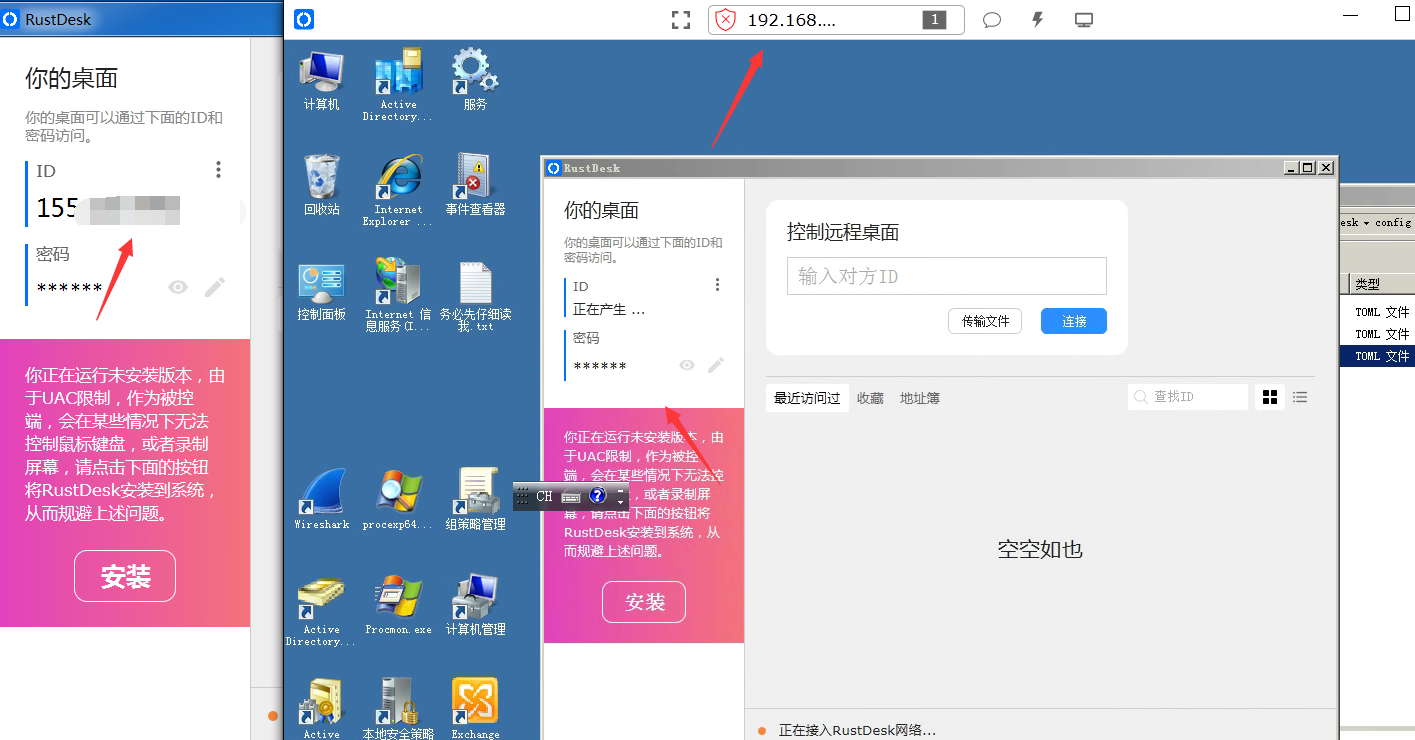 RustDesk
你的桌面
你的桌面可以通过下面的ID和
密码访问。
ID
155
密码
******
你正在运行未安装版本，由
于UAC限制，作为被控
端，会在某些情况下无法
控制鼠标键盘，或者录制
屏幕，请点击下面的按钮
将RustDesk安装到系统，
从而规避上述问题。
安装
192.168....
1
计算机
Active
Directory...
服务
回收站
Internet
Explorer ...
事件查看器
控制面板
Internet 信
息服务(I...
务必先仔细读
我.txt
Wireshark
procexp64...
组策略管理
Active
Directory...
Procmon.exe
计算机管理
Active
本地安全策略
Exchange
CH
RustDesk
你的桌面
你的桌面可以通过下面的ID和
密码访问。
ID
正在产生 ...
密码
******
你正在运行未安装版本，由
于UAC限制，作为被控
端，会在某些情况下无法控
，或者录制屏
幕，请点击下面的按钮将
RustDesk安装到系统，从
而规避上述问题。
安装
控制远程桌面
输入对方ID
传输文件
连接
最近访问过
收藏
地址簿
查找ID
空空如也
正在接入RustDesk网络...
esk
config
类型
TOML 文件
TOML 文件
TOML 文件